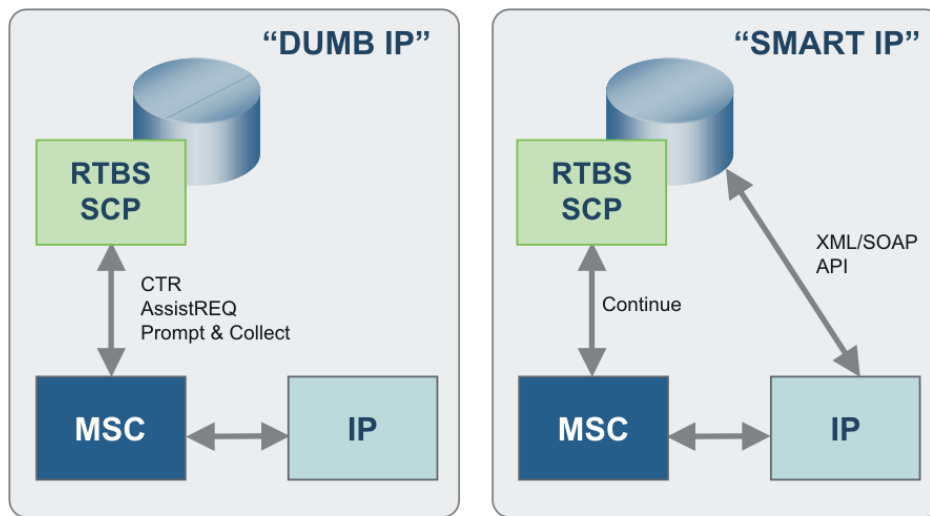 “DUMB IP”
RTBS
SCP
CTR
AssistREQ
Prompt & Collect
MSC
IP
“SMART IP”
RTBS
SCP
XML/SOAP
API
Continue
MSC
IP